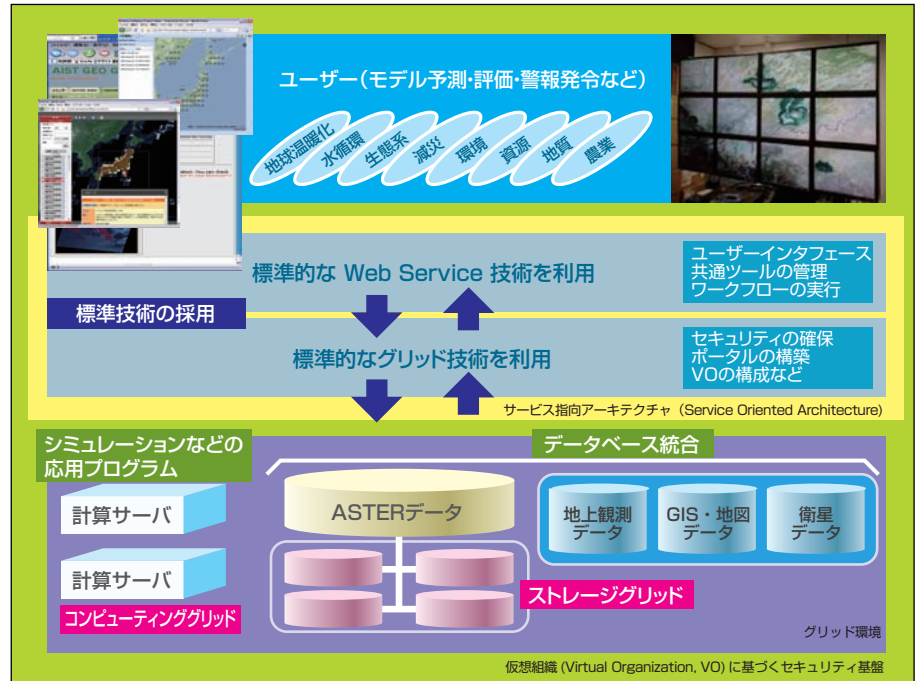 AIST GEO G
ユーザー（モデル予測・評価・警報発令など）
地球温暖化
水循環
生態系
減災
環境
資源
地質
農業
標準的な Web Service 技術を利用
ユーザーインタフェース
共通ツールの管理
ワークフローの実行
標準技術の採用
標準的なグリッド技術を利用
セキュリティの確保
ポータルの構築
VOの構成など
サービス指向アーキテクチャ（Service Oriented Architecture)
シミュレーションなどの
応用プログラム
データベース統合
計算サーバ
ASTERデータ
地上観測
データ
GIS・地図
データ
衛星
データ
計算サーバ
コンピューティンググリッド
ストレージグリッド
グリッド環境
仮想組織 (Virtual Organization, VO) に基づくセキュリティ基盤